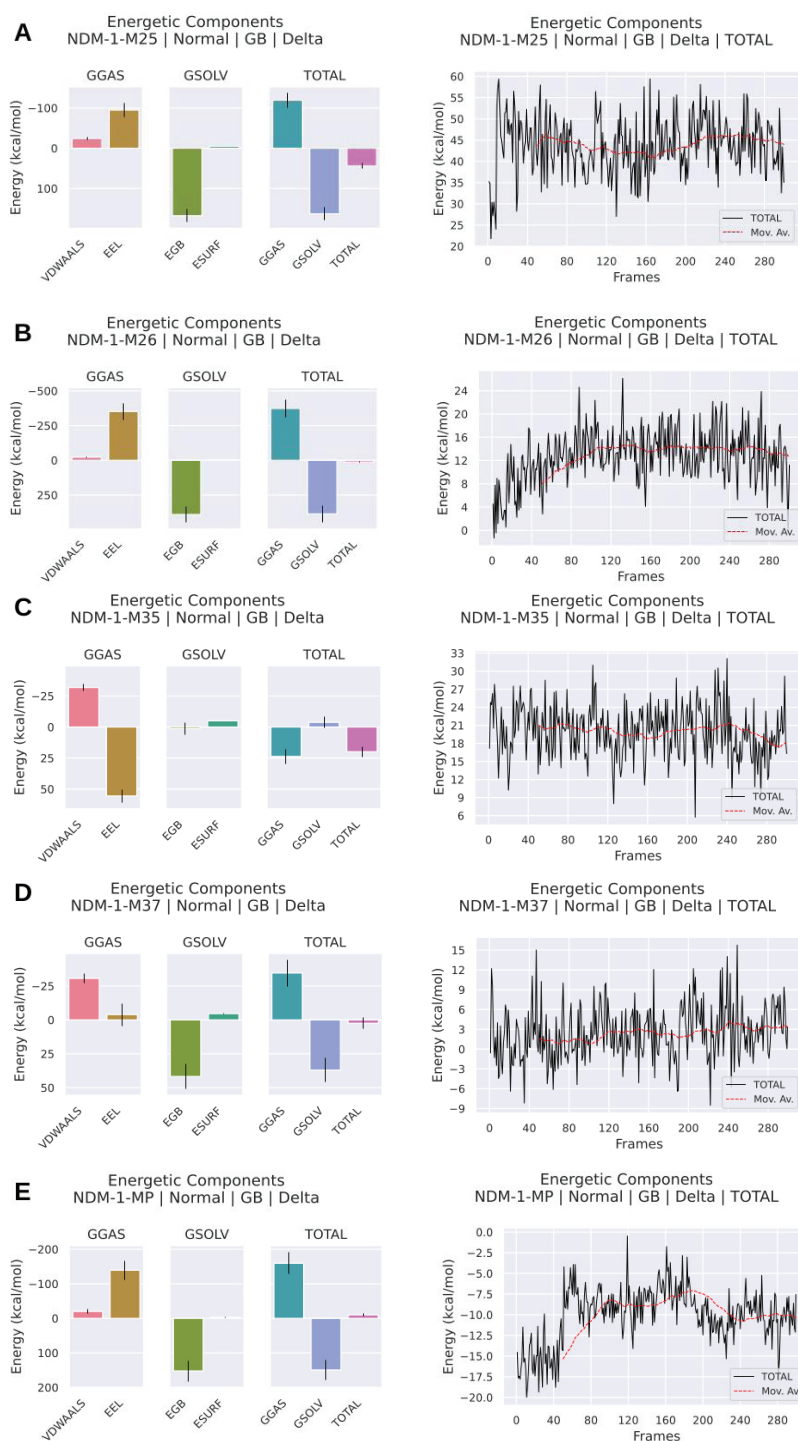 A
Energetic Components
NDM-1-M25 | Normal | GB | Delta
GGAS
GSOLV
TOTAL
Energy (kcal/mol)
−100
0
100
VDWAALS
EEL
EGB
ESURF
GGAS
GSOLV
TOTAL
Energetic Components
NDM-1-M25 | Normal | GB | Delta | TOTAL
Energy (kcal/mol)
60
55
50
45
40
35
30
25
20
TOTAL
Mov. Av.
0 40 80 120 160 200 240 280
Frames
B
Energetic Components
NDM-1-M26 | Normal | GB | Delta
GGAS
GSOLV
TOTAL
Energy (kcal/mol)
−500
−250
0
250
VDWAALS
EEL
EGB
ESURF
GGAS
GSOLV
TOTAL
Energetic Components
NDM-1-M26 | Normal | GB | Delta | TOTAL
Energy (kcal/mol)
24
20
16
12
8
4
0
TOTAL
Mov. Av.
0 40 80 120 160 200 240 280
Frames
C
Energetic Components
NDM-1-M35 | Normal | GB | Delta
GGAS
GSOLV
TOTAL
Energy (kcal/mol)
−25
0
25
50
VDWAALS
EEL
EGB
ESURF
GGAS
GSOLV
TOTAL
Energetic Components
NDM-1-M35 | Normal | GB | Delta | TOTAL
Energy (kcal/mol)
33
30
27
24
21
18
15
12
9
6
TOTAL
Mov. Av.
0 40 80 120 160 200 240 280
Frames
D
Energetic Components
NDM-1-M37 | Normal | GB | Delta
GGAS
GSOLV
TOTAL
Energy (kcal/mol)
−25
0
25
50
VDWAALS
EEL
EGB
ESURF
GGAS
GSOLV
TOTAL
Energetic Components
NDM-1-M37 | Normal | GB | Delta | TOTAL
Energy (kcal/mol)
15
12
9
6
3
0
−3
−6
−9
TOTAL
Mov. Av.
0 40 80 120 160 200 240 280
Frames
E
Energetic Components
NDM-1-MP | Normal | GB | Delta
GGAS
GSOLV
TOTAL
Energy (kcal/mol)
−200
−100
0
100
200
VDWAALS
EEL
EGB
ESURF
GGAS
GSOLV
TOTAL
Energetic Components
NDM-1-MP | Normal | GB | Delta | TOTAL
Energy (kcal/mol)
0.0
−2.5
−5.0
−7.5
−10.0
−12.5
−15.0
−17.5
−20.0
TOTAL
Mov. Av.
0 40 80 120 160 200 240 280
Frames